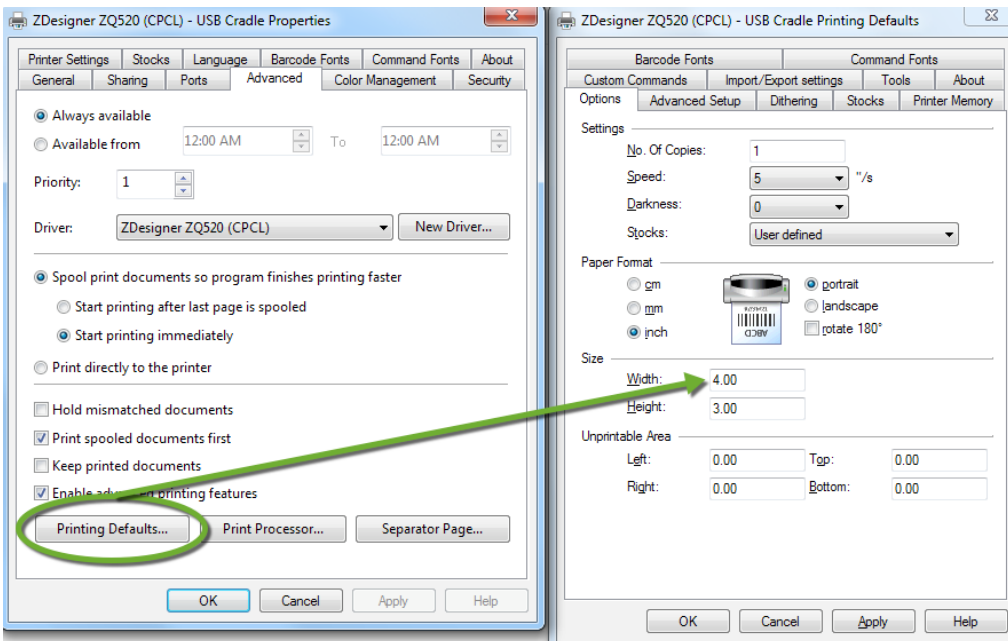 ZDesigner ZQ520 (CPCL) - USB Cradle Properties
Printer Settings Stocks Language Barcode Fonts Command Fonts About
General Sharing Ports Advanced Color Management Security
Always available
Available from 12:00 AM To 12:00 AM
Priority: 1
Driver: ZDesigner ZQ520 (CPCL) New Driver...
Spool print documents so program finishes printing faster
Start printing after last page is spooled
Start printing immediately
Print directly to the printer
Hold mismatched documents
Print spooled documents first
Keep printed documents
Enable advanced printing features
Printing Defaults... Print Processor... Separator Page...
OK Cancel Apply Help
ZDesigner ZQ520 (CPCL) - USB Cradle Printing Defaults
Barcode Fonts Command Fonts
Custom Commands Import/Export settings Tools About
Options Advanced Setup Dithering Stocks Printer Memory
Settings
No. Of Copies: 1
Speed: 5 "/s
Darkness: 0
Stocks: User defined
Paper Format
cm portrait
mm landscape
inch rotate 180°
ABCD
Size
Width: 4.00
Height: 3.00
Unprintable Area
Left: 0.00 Top: 0.00
Right: 0.00 Bottom: 0.00
OK Cancel Apply Help